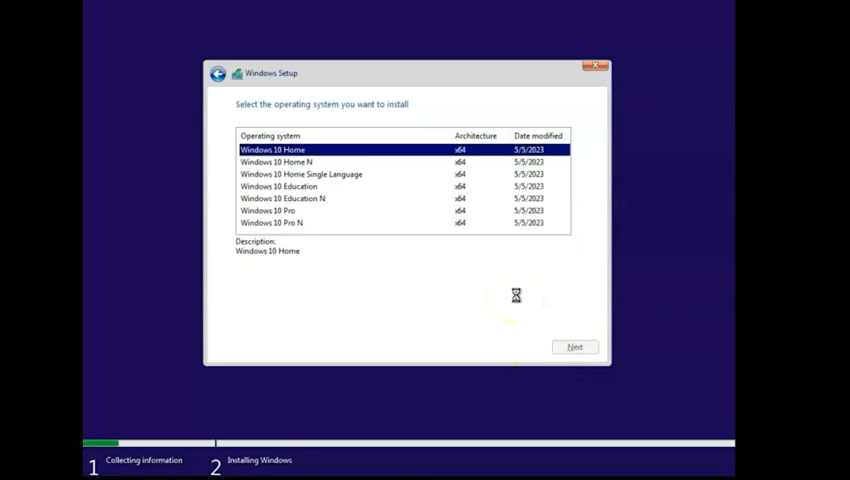 Windows Setup
Select the operating system you want to install
Operating system Architecture Date modified
Windows 10 Home x64 5/5/2023
Windows 10 Home N x64 5/5/2023
Windows 10 Home Single Language x64 5/5/2023
Windows 10 Education x64 5/5/2023
Windows 10 Education N x64 5/5/2023
Windows 10 Pro x64 5/5/2023
Windows 10 Pro N x64 5/5/2023
Description:
Windows 10 Home
Next
1 Collecting information 2 Installing Windows